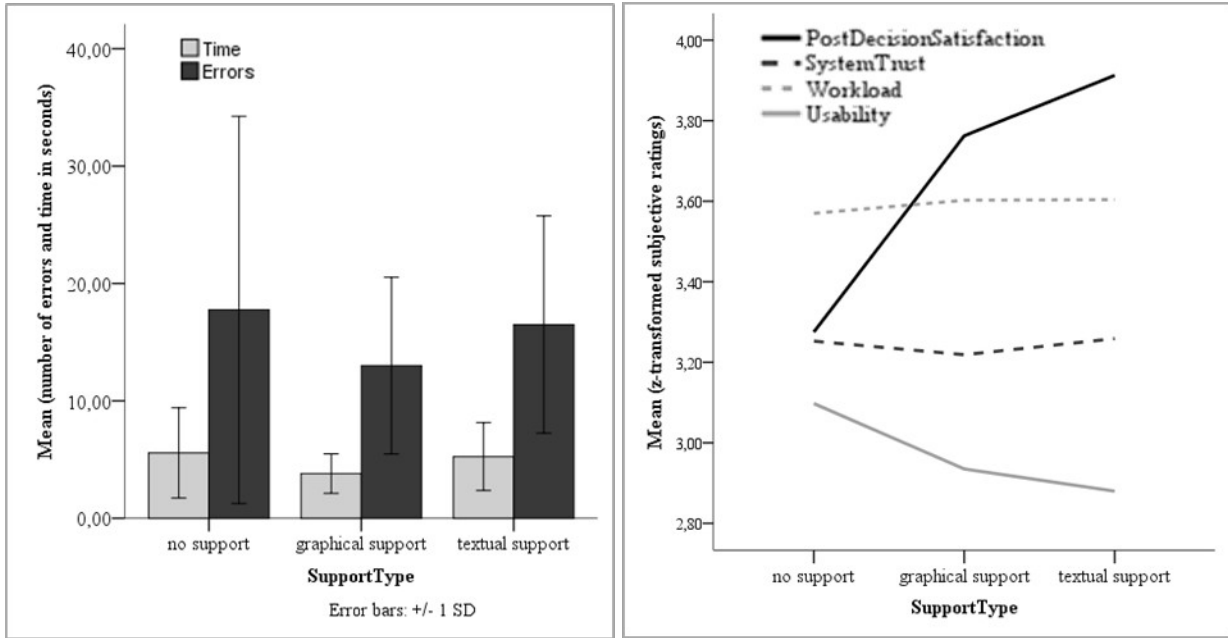 Mean (number of errors and time in seconds)
40,00
30,00
20,00
10,00
0,00
Time
Errors
no support
graphical support
textual support
SupportType
Error bars: +/- 1 SD
Mean (z-transformed subjective ratings)
4,00
3,80
3,60
3,40
3,20
3,00
2,80
PostDecisionSatisfaction
SystemTrust
Workload
Usability
no support
graphical support
textual support
SupportType